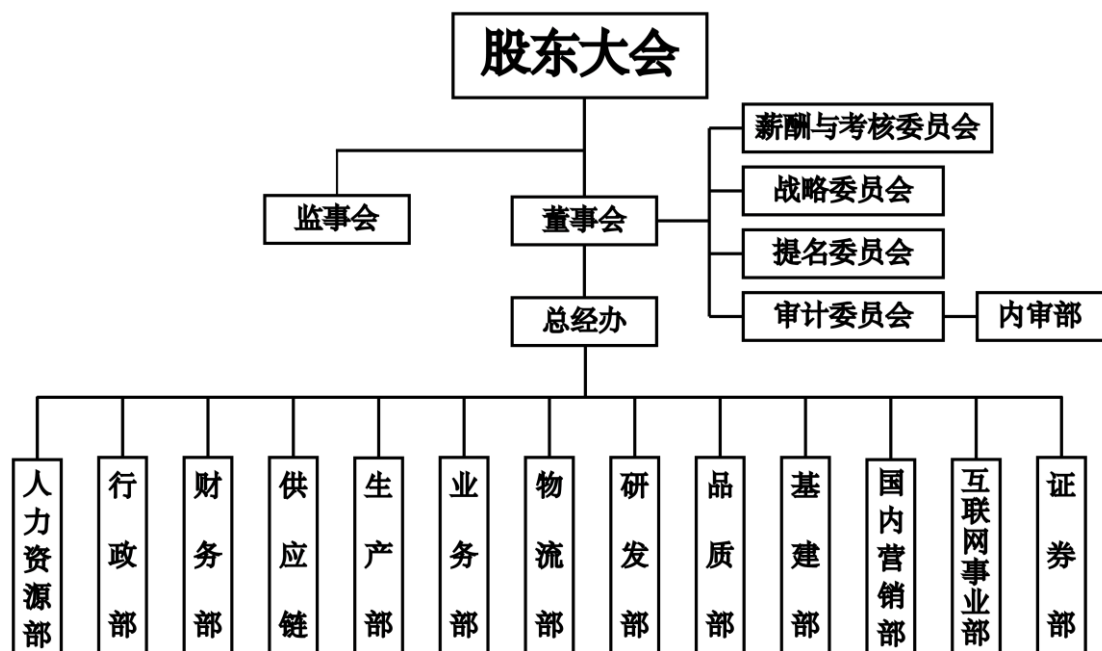 股东大会
薪酬与考核委员会
战略委员会
监事会
董事会
提名委员会
总经办
审计委员会
内审部
人力资源部
行政部
财务部
供应链
生产部
业务部
物流部
研发部
品质部
基建部
国内营销部
互联网事业部
证券部